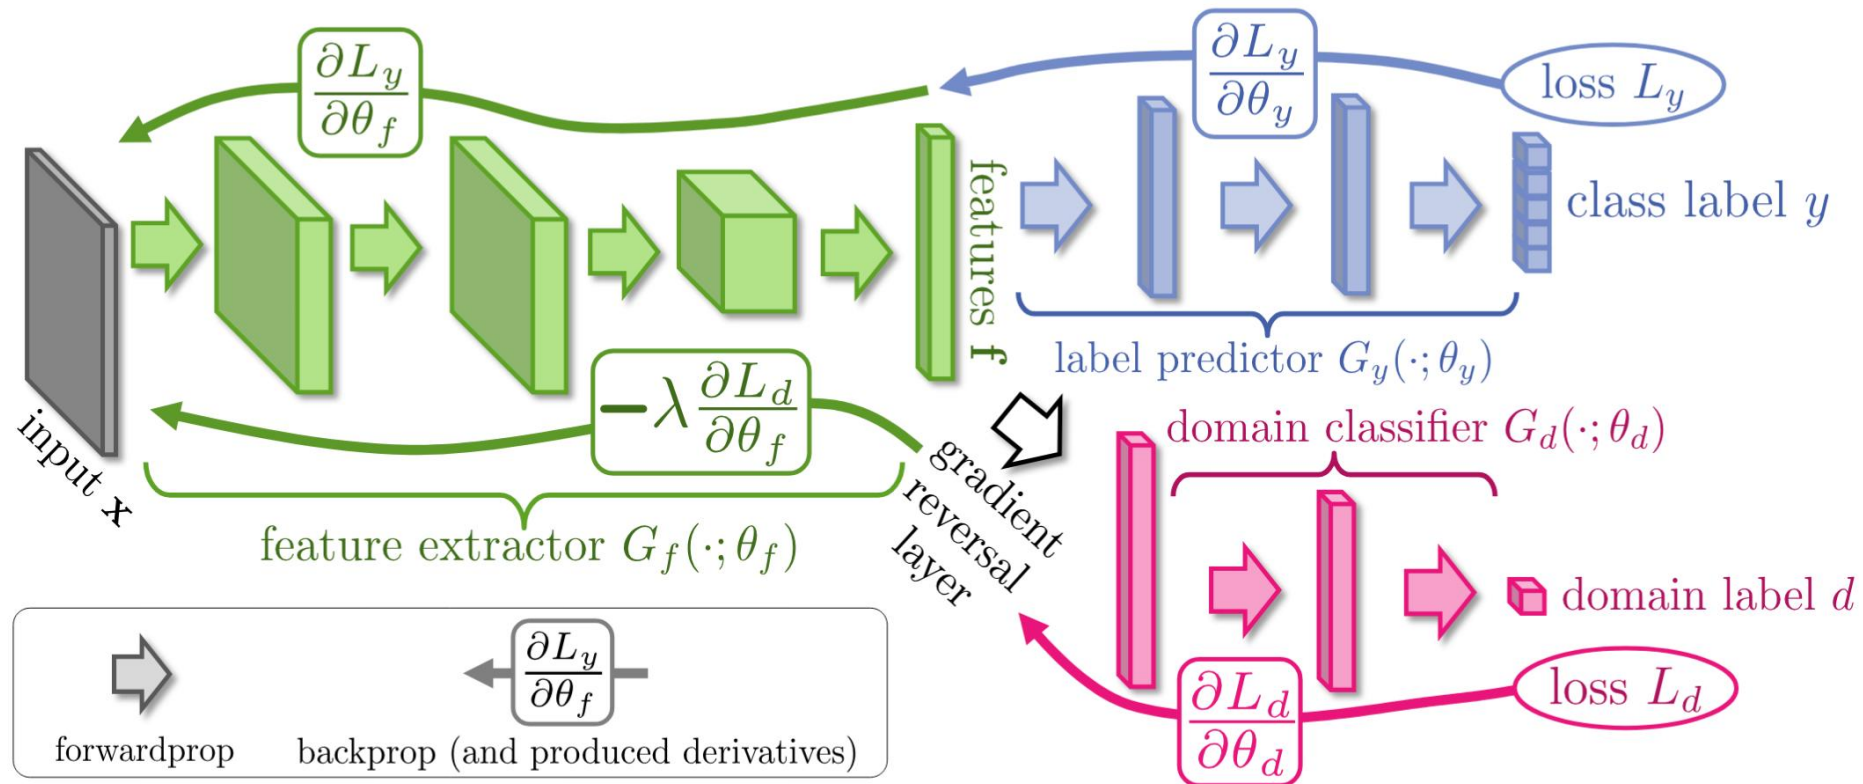 ∂L_y
∂θ_f
∂L_y
∂θ_y
loss L_y
input x
features f
class label y
label predictor G_y(·; θ_y)
−λ ∂L_d
∂θ_f
feature extractor G_f(·; θ_f)
gradient
reversal
layer
domain classifier G_d(·; θ_d)
domain label d
∂L_d
∂θ_d
loss L_d
∂L_y
∂θ_f
forwardprop
backprop (and produced derivatives)